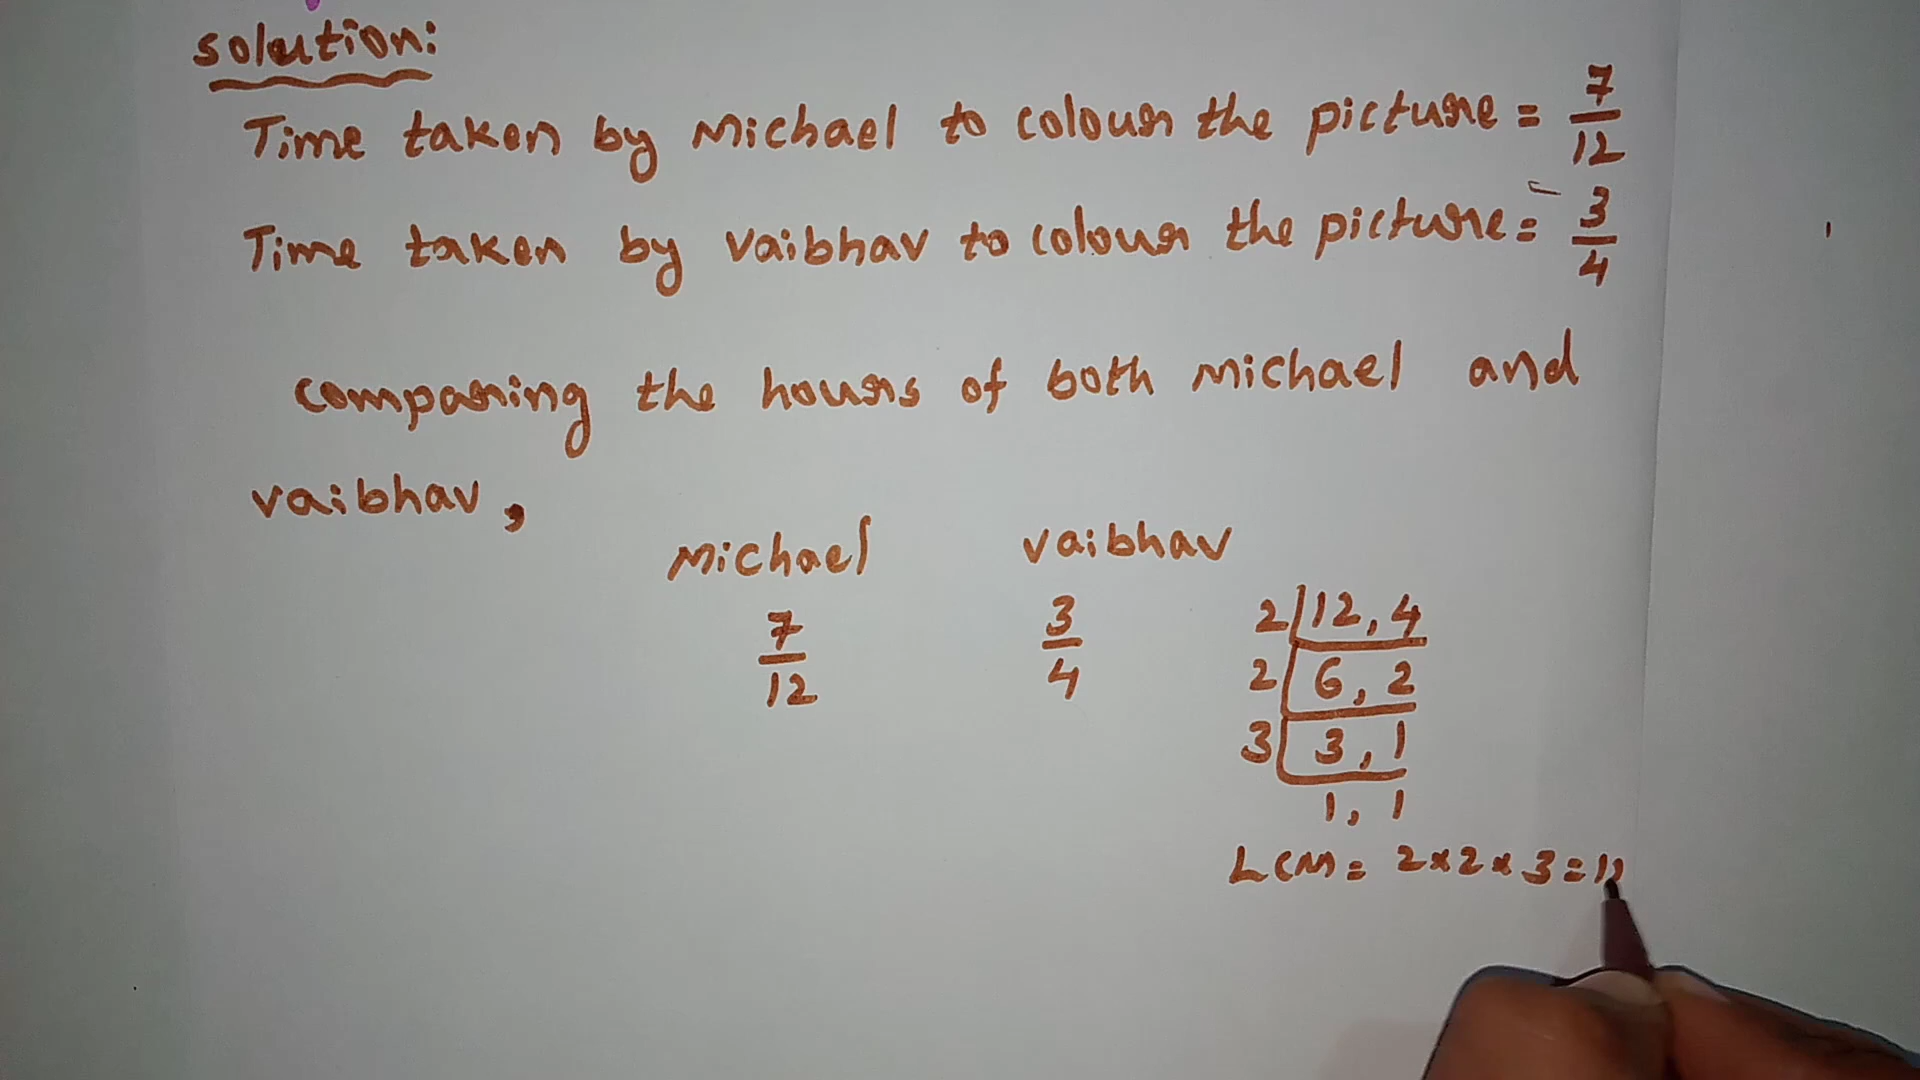 Solution:
Time taken by Michael to colour the picture = 7/12
Time taken by vaibhav to colour the picture = 3/4
comparing the hours of both michael and
vaibhav,
Michael vaibhav
7/12 3/4
2 | 12, 4
2 | 6, 2
3 | 3, 1
1, 1
LCM = 2 × 2 × 3 =